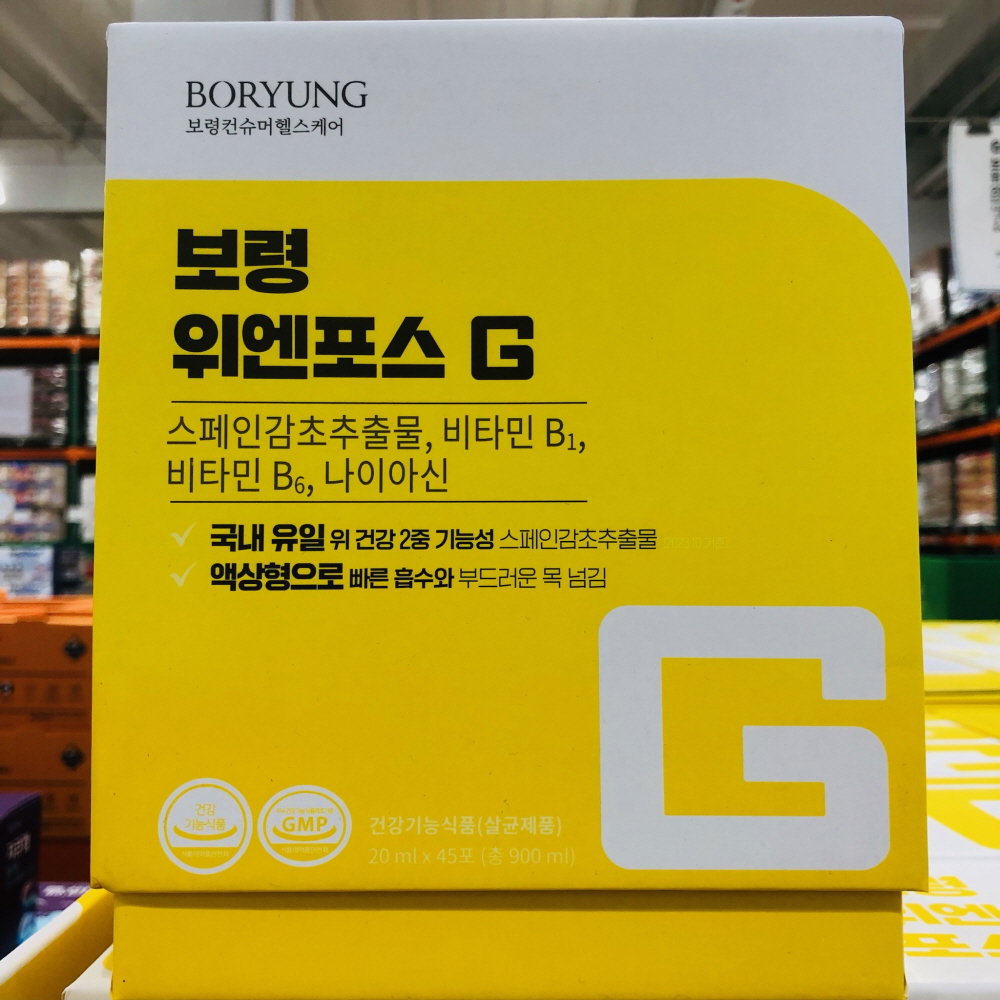 BORYUNG
보령컨슈머헬스케어
보령
위엔포스 G
스페인감초추출물, 비타민 B₁,
비타민 B₆, 나이아신
국내 유일 위 건강 2중 기능성 스페인감초추출물
액상형으로 빠른 흡수와 부드러운 목 넘김
G
건강
기능식품
GMP
건강기능식품(살균제품)
20 ml x 45포 (총 900 ml)